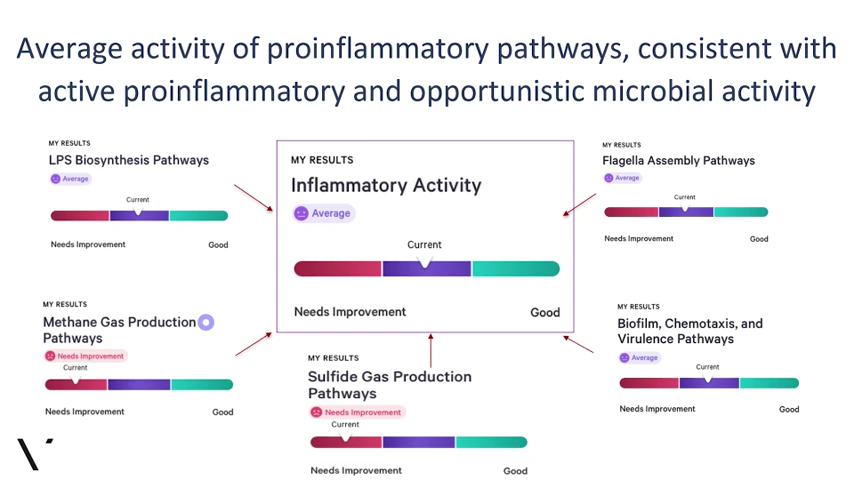 Average activity of proinflammatory pathways, consistent with
active proinflammatory and opportunistic microbial activity
MY RESULTS
LPS Biosynthesis Pathways
Average
Current
Needs Improvement Good
MY RESULTS
Inflammatory Activity
Average
Current
Needs Improvement Good
MY RESULTS
Flagella Assembly Pathways
Average
Current
Needs Improvement Good
MY RESULTS
Methane Gas Production
Pathways
Needs Improvement
Current
Needs Improvement Good
MY RESULTS
Sulfide Gas Production
Pathways
Needs Improvement
Current
Needs Improvement Good
MY RESULTS
Biofilm, Chemotaxis, and
Virulence Pathways
Average
Current
Needs Improvement Good